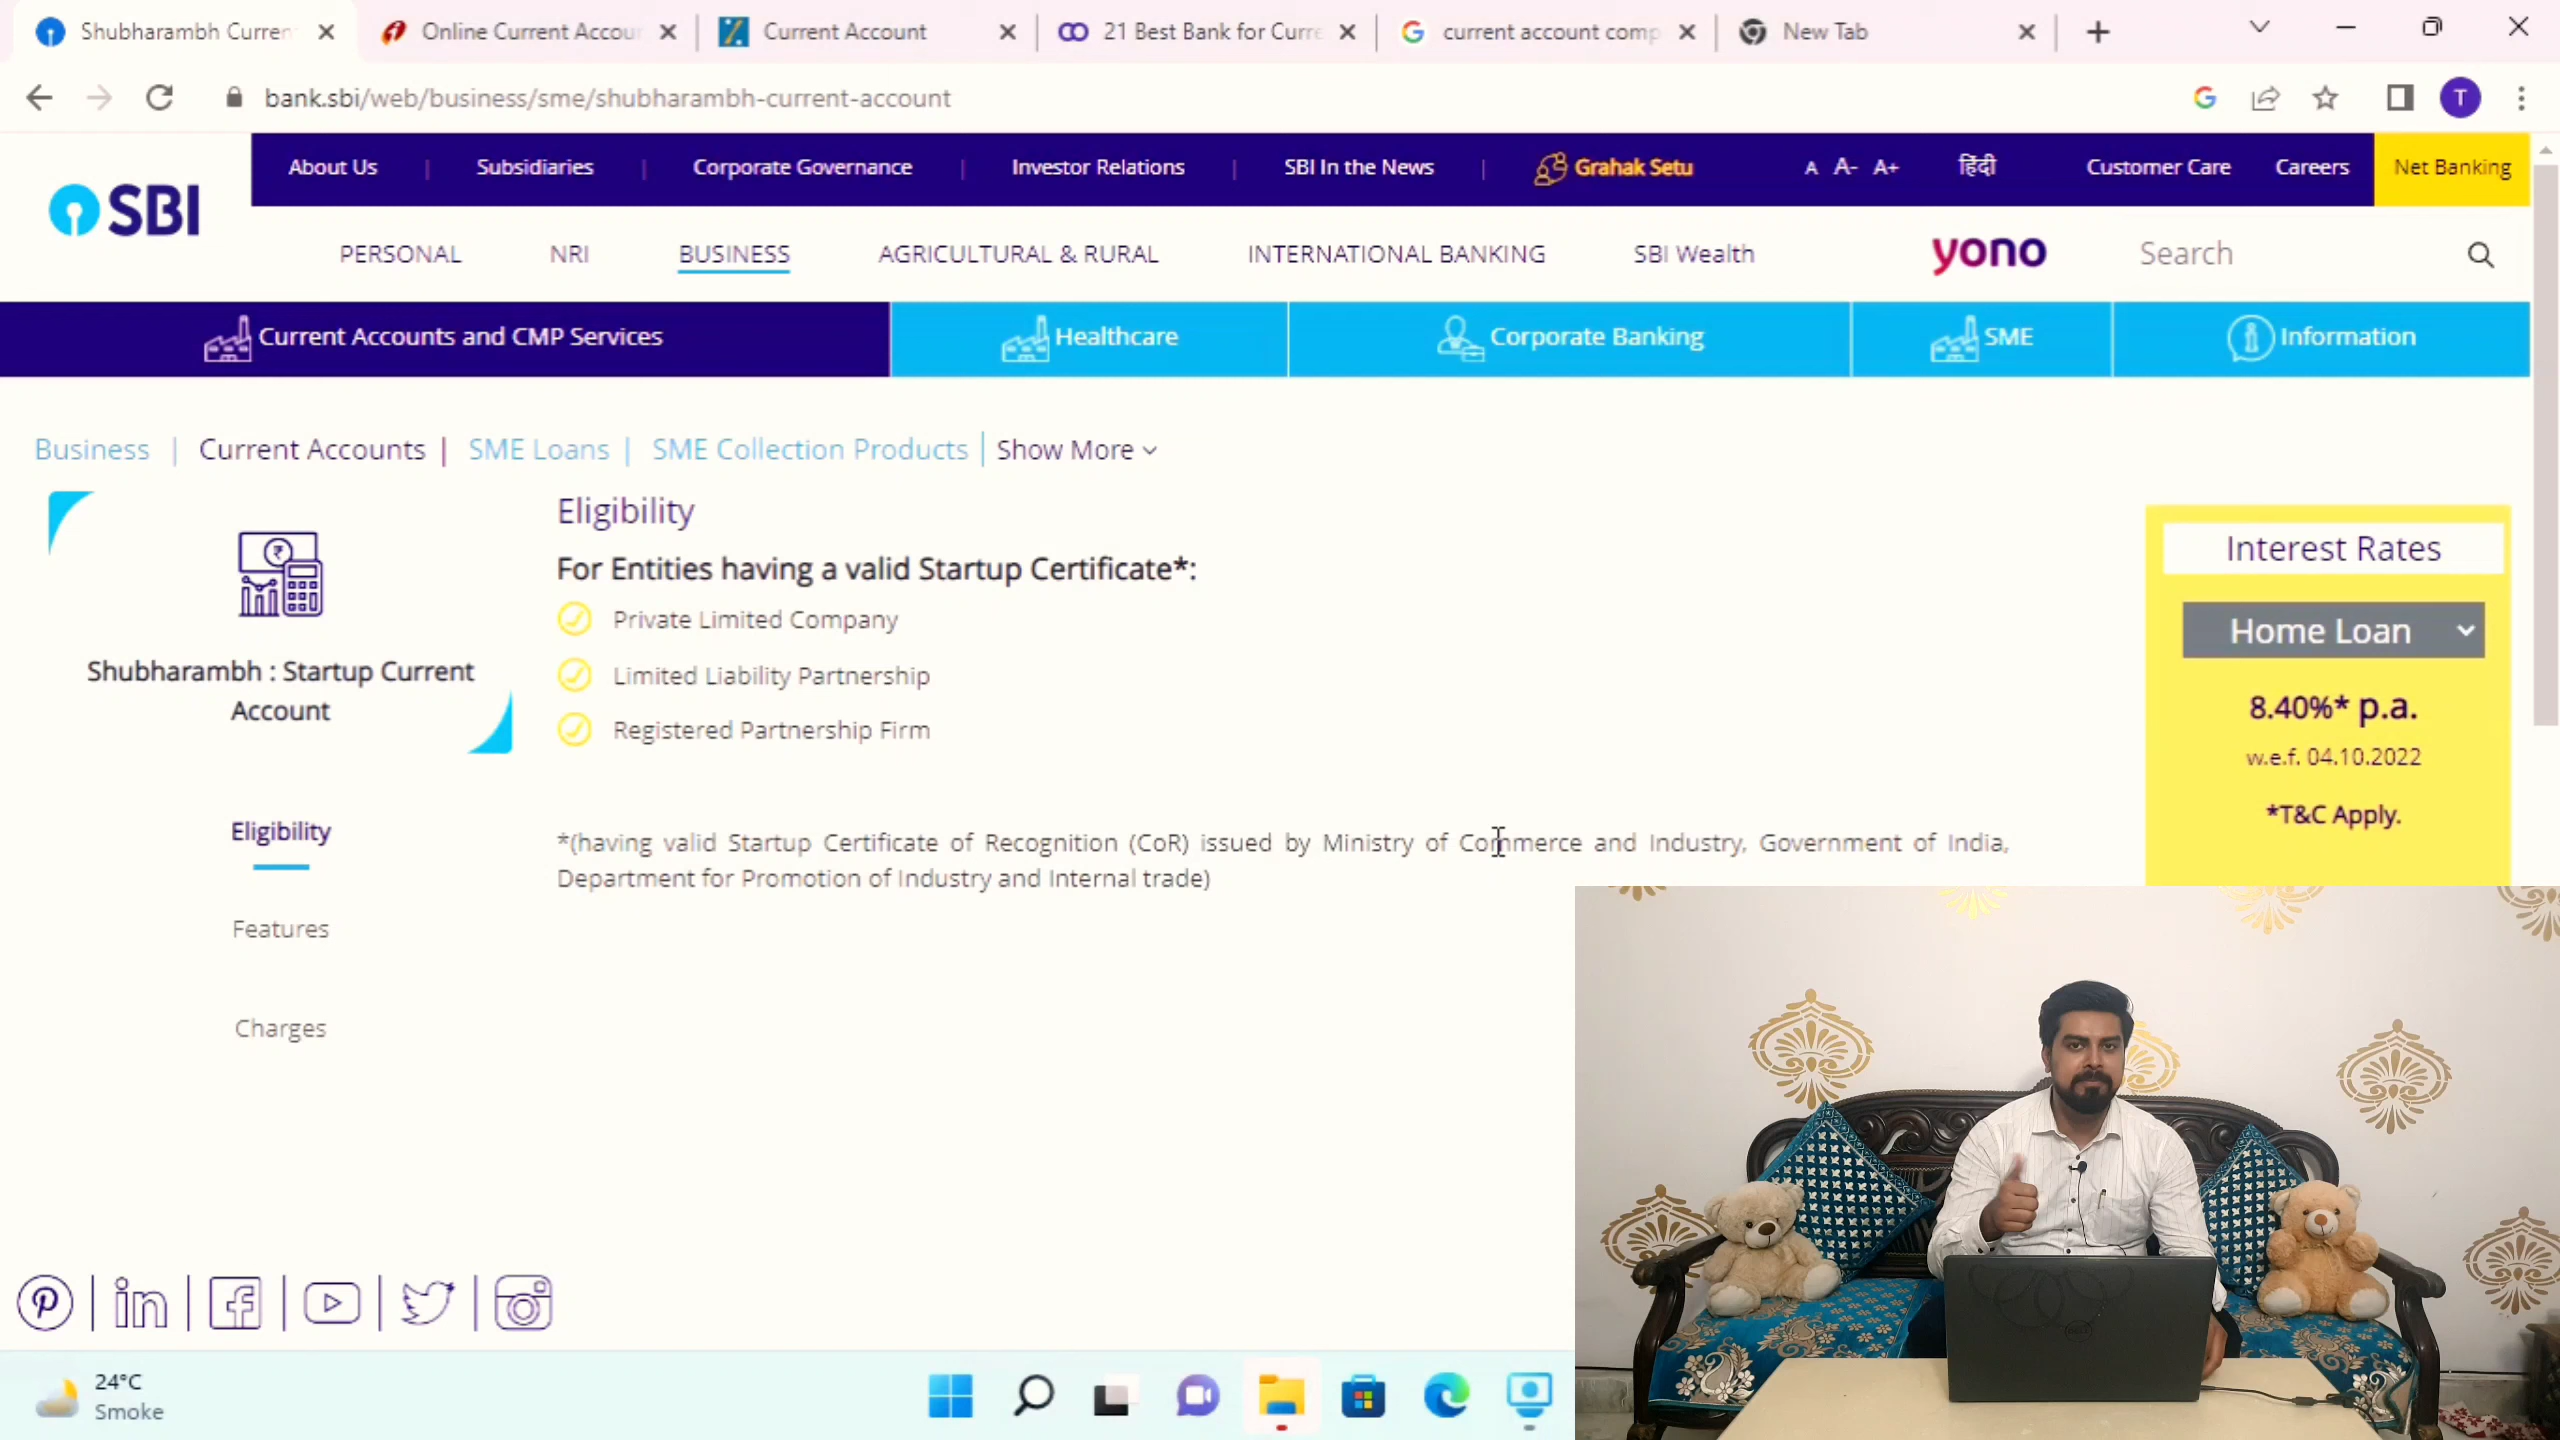 Shubharambh Curren
Online Current Accou
Current Account
21 Best Bank for Curre
current account comp
New Tab
bank.sbi/web/business/sme/shubharambh-current-account
T
SBI
About Us
Subsidiaries
Corporate Governance
Investor Relations
SBI In the News
Grahak Setu
A A- A+
हिंदी
Customer Care
Careers
Net Banking
PERSONAL
NRI
BUSINESS
AGRICULTURAL & RURAL
INTERNATIONAL BANKING
SBI Wealth
yono
Search
Current Accounts and CMP Services
Healthcare
Corporate Banking
SME
Information
Business | Current Accounts | SME Loans | SME Collection Products | Show More
Shubharambh : Startup Current
Account
Eligibility
Features
Charges
Eligibility
For Entities having a valid Startup Certificate*:
Private Limited Company
Limited Liability Partnership
Registered Partnership Firm
*(having valid Startup Certificate of Recognition (CoR) issued by Ministry of Commerce and Industry, Government of India,
Department for Promotion of Industry and Internal trade)
Interest Rates
Home Loan
8.40%* p.a.
w.e.f. 04.10.2022
*T&C Apply.
24°C
Smoke
DELL